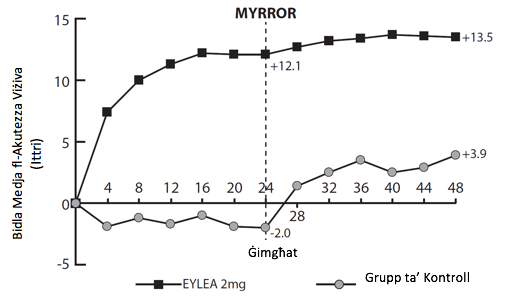 MYRROR
Bidla Medja fl-Akutezza Viżiva
(Ittri)
15
10
5
0
-5
+12.1
+13.5
4 8 12 16 20 24 28 32 36 40 44 48
-2.0
+3.9
Ġimgħat
EYLEA 2mg
Grupp ta’ Kontroll